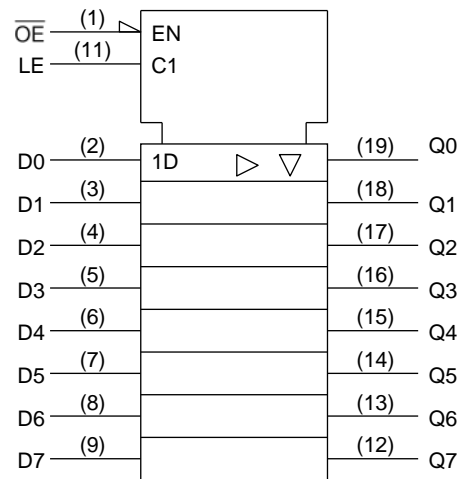 O̅E̅ (1) EN
LE (11) C1
D0 (2) 1D (19) Q0
D1 (3) (18) Q1
D2 (4) (17) Q2
D3 (5) (16) Q3
D4 (6) (15) Q4
D5 (7) (14) Q5
D6 (8) (13) Q6
D7 (9) (12) Q7